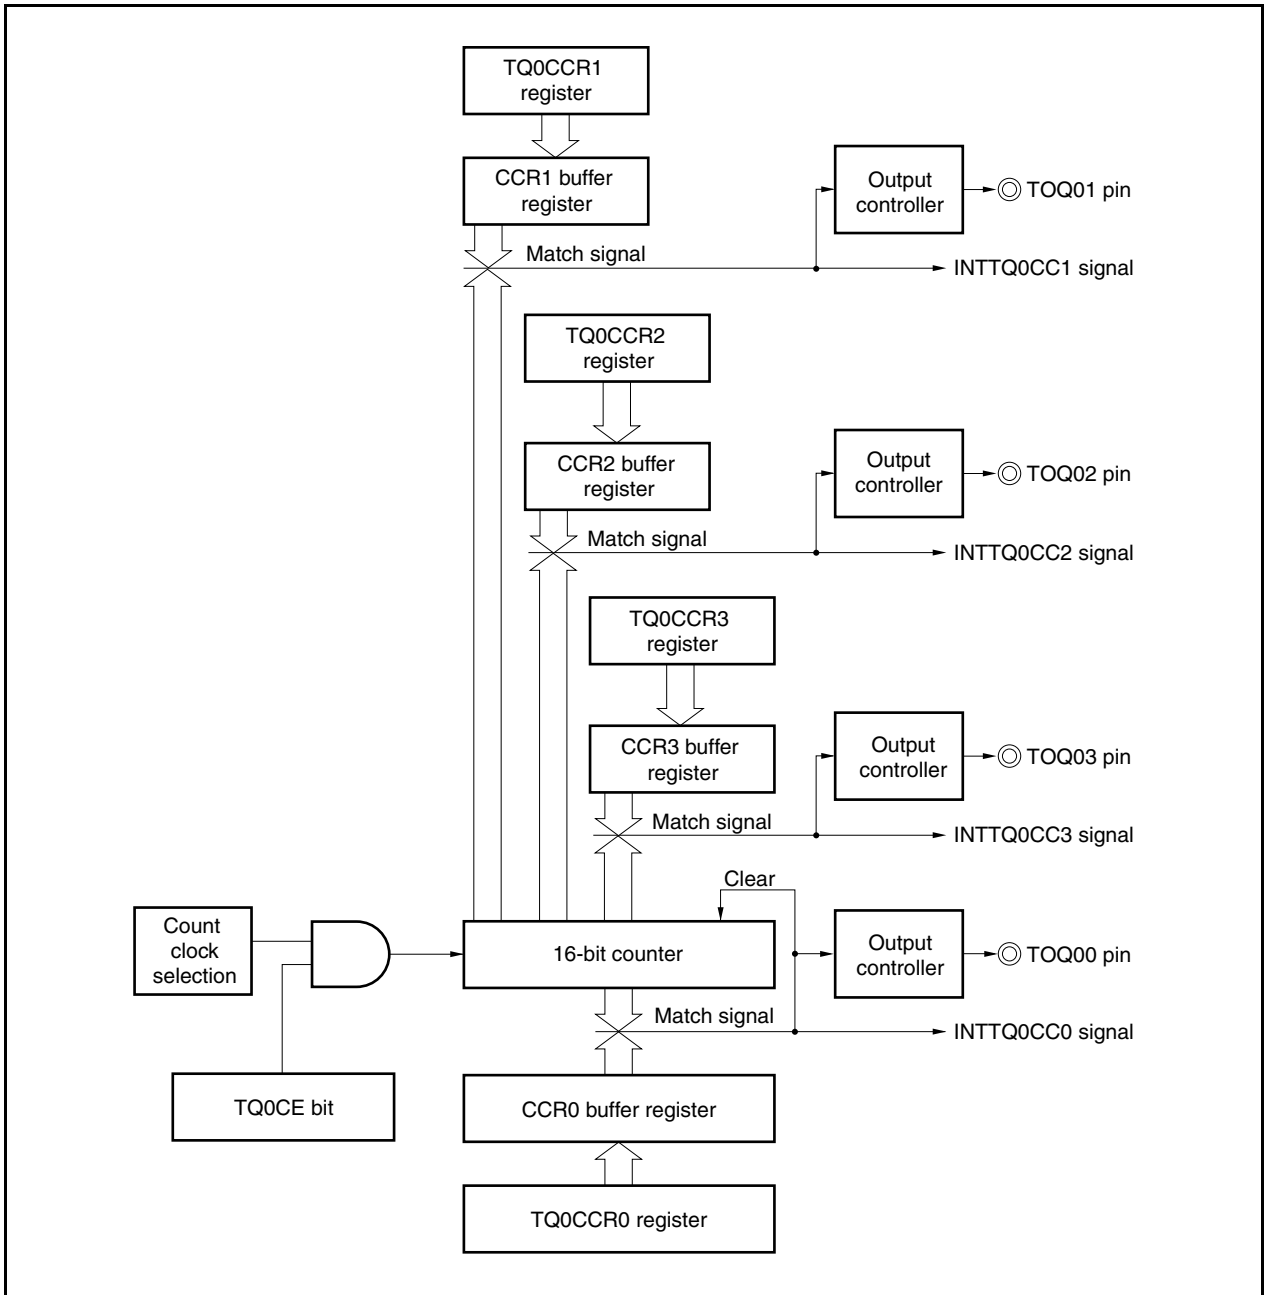 TQ0CCR1
register
CCR1 buffer
register
Output
controller
TOQ01 pin
Match signal
INTTQ0CC1 signal
TQ0CCR2
register
CCR2 buffer
register
Output
controller
TOQ02 pin
Match signal
INTTQ0CC2 signal
TQ0CCR3
register
CCR3 buffer
register
Output
controller
TOQ03 pin
Match signal
INTTQ0CC3 signal
Clear
Count
clock
selection
16-bit counter
Output
controller
TOQ00 pin
Match signal
INTTQ0CC0 signal
TQ0CE bit
CCR0 buffer register
TQ0CCR0 register